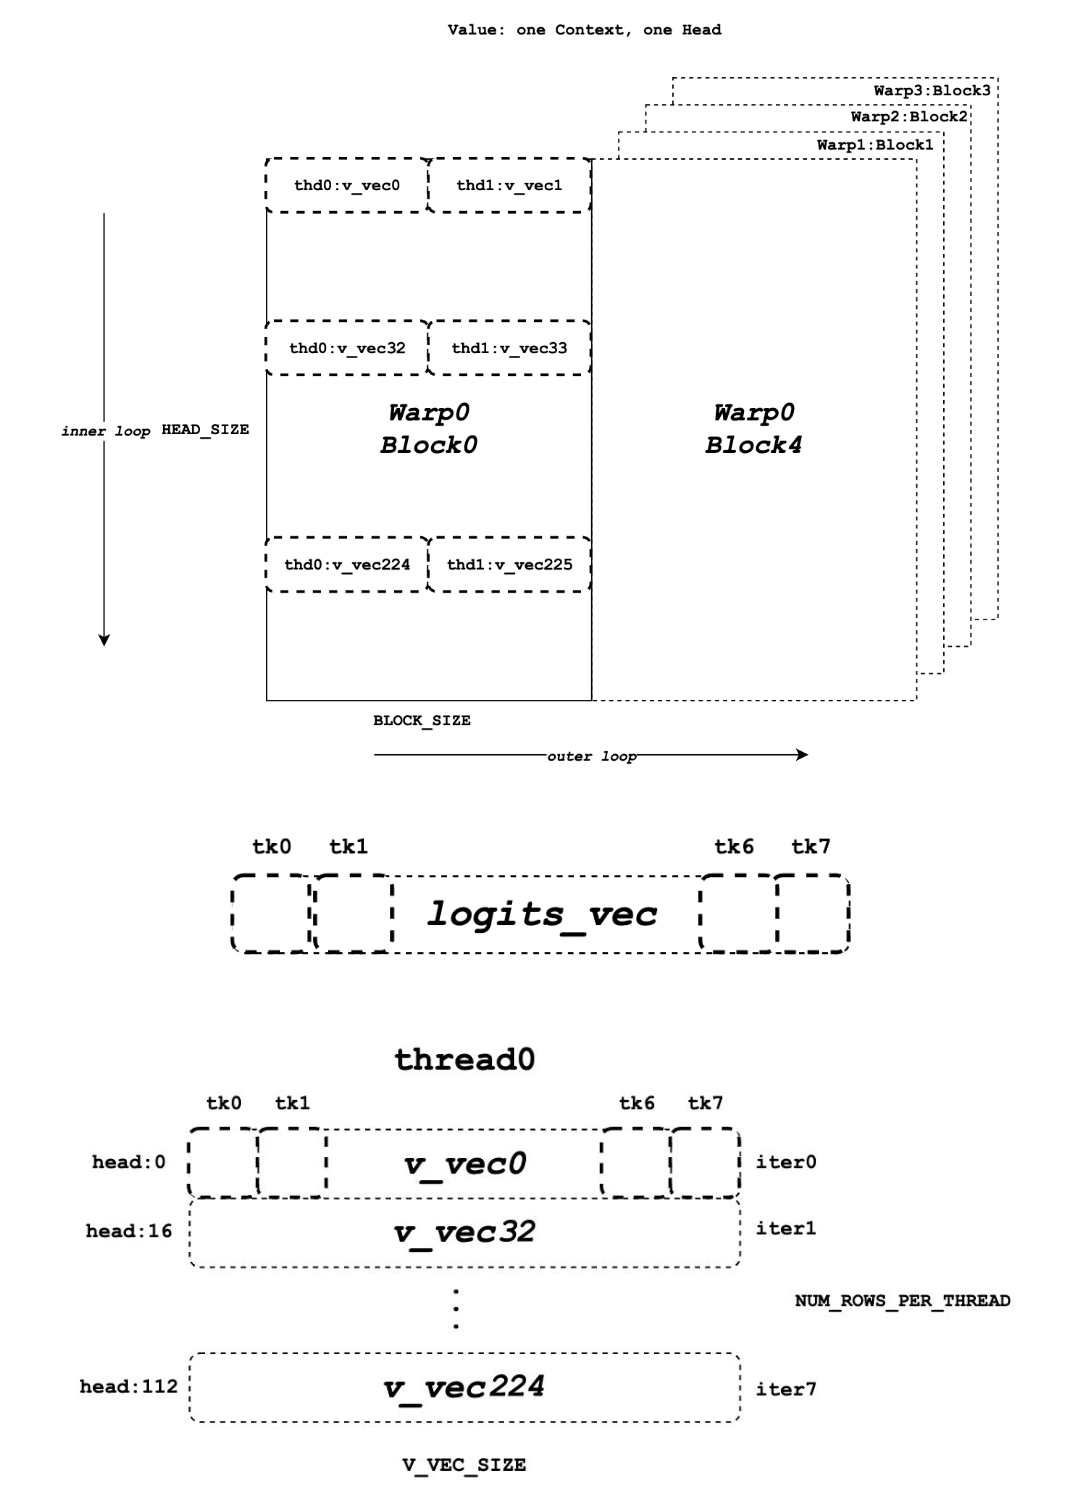 Value: one Context, one Head
Warp3:Block3
Warp2:Block2
Warp1:Block1
thd0:v_vec0 thd1:v_vec1
thd0:v_vec32 thd1:v_vec33
Warp0
Block0
Warp0
Block4
inner loop HEAD_SIZE
thd0:v_vec224 thd1:v_vec225
BLOCK_SIZE
outer loop
tk0 tk1 tk6 tk7
logits_vec
thread0
tk0 tk1 tk6 tk7
head:0 v_vec0 iter0
head:16 v_vec32 iter1
NUM_ROWS_PER_THREAD
head:112 v_vec224 iter7
V_VEC_SIZE